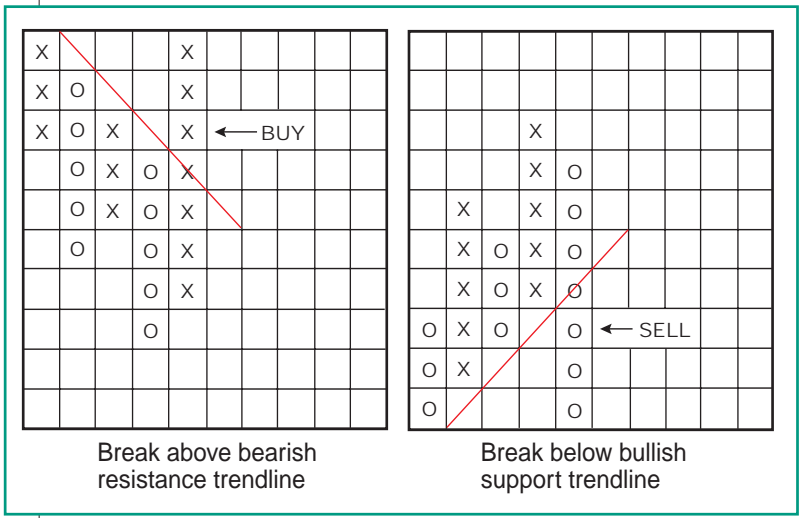 X X
X O X
X O X X ← BUY
O X O X
O X O X
O O X
O X
O
Break above bearish
resistance trendline
X
X O
X X O
X O X O
X O X O
O X O O ← SELL
O X O
O O
Break below bullish
support trendline